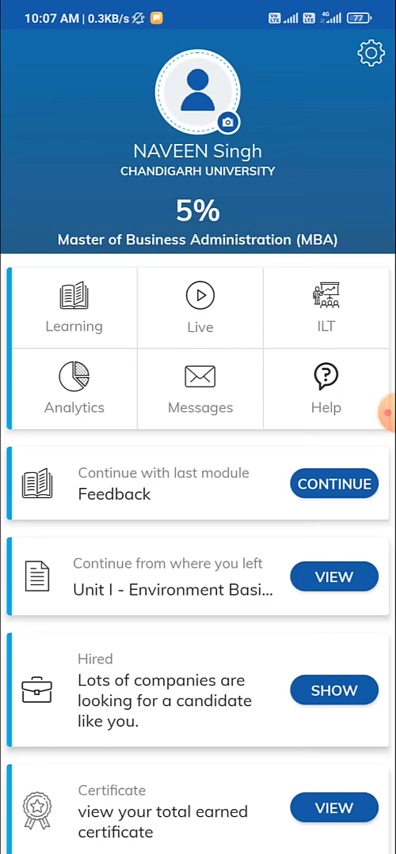 10:07 AM | 0.3KB/s
4G
77
NAVEEN Singh
CHANDIGARH UNIVERSITY
5%
Master of Business Administration (MBA)
Learning
Live
ILT
Analytics
Messages
Help
Continue with last module
Feedback
CONTINUE
Continue from where you left
Unit I - Environment Basi...
VIEW
Hired
Lots of companies are
looking for a candidate
like you.
SHOW
Certificate
view your total earned
certificate
VIEW